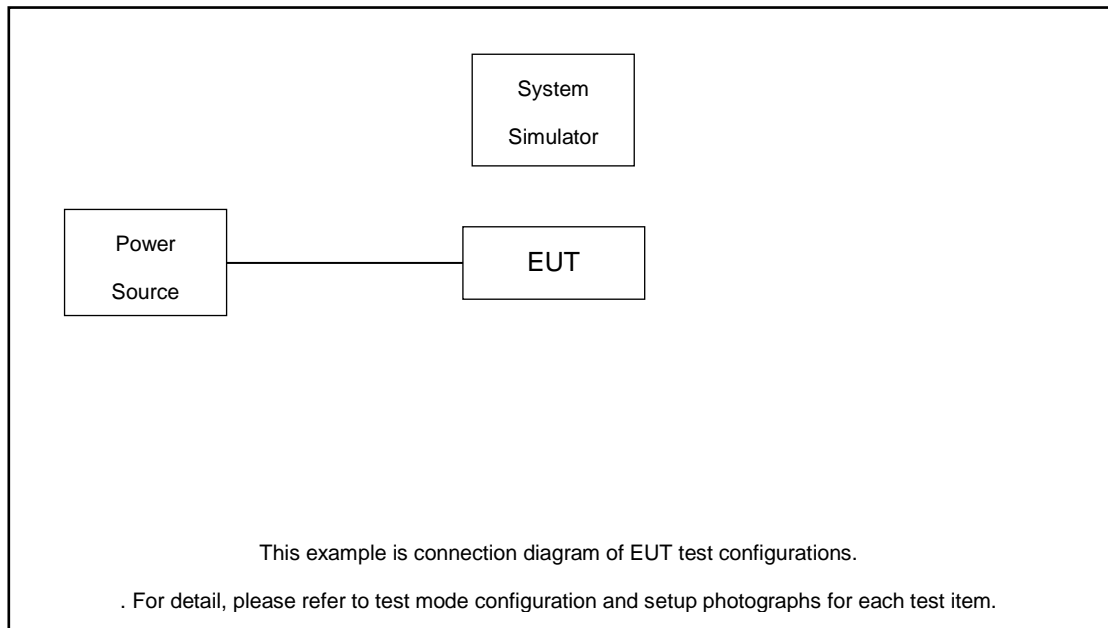 System
Simulator
Power
Source
EUT
This example is connection diagram of EUT test configurations.
. For detail, please refer to test mode configuration and setup photographs for each test item.